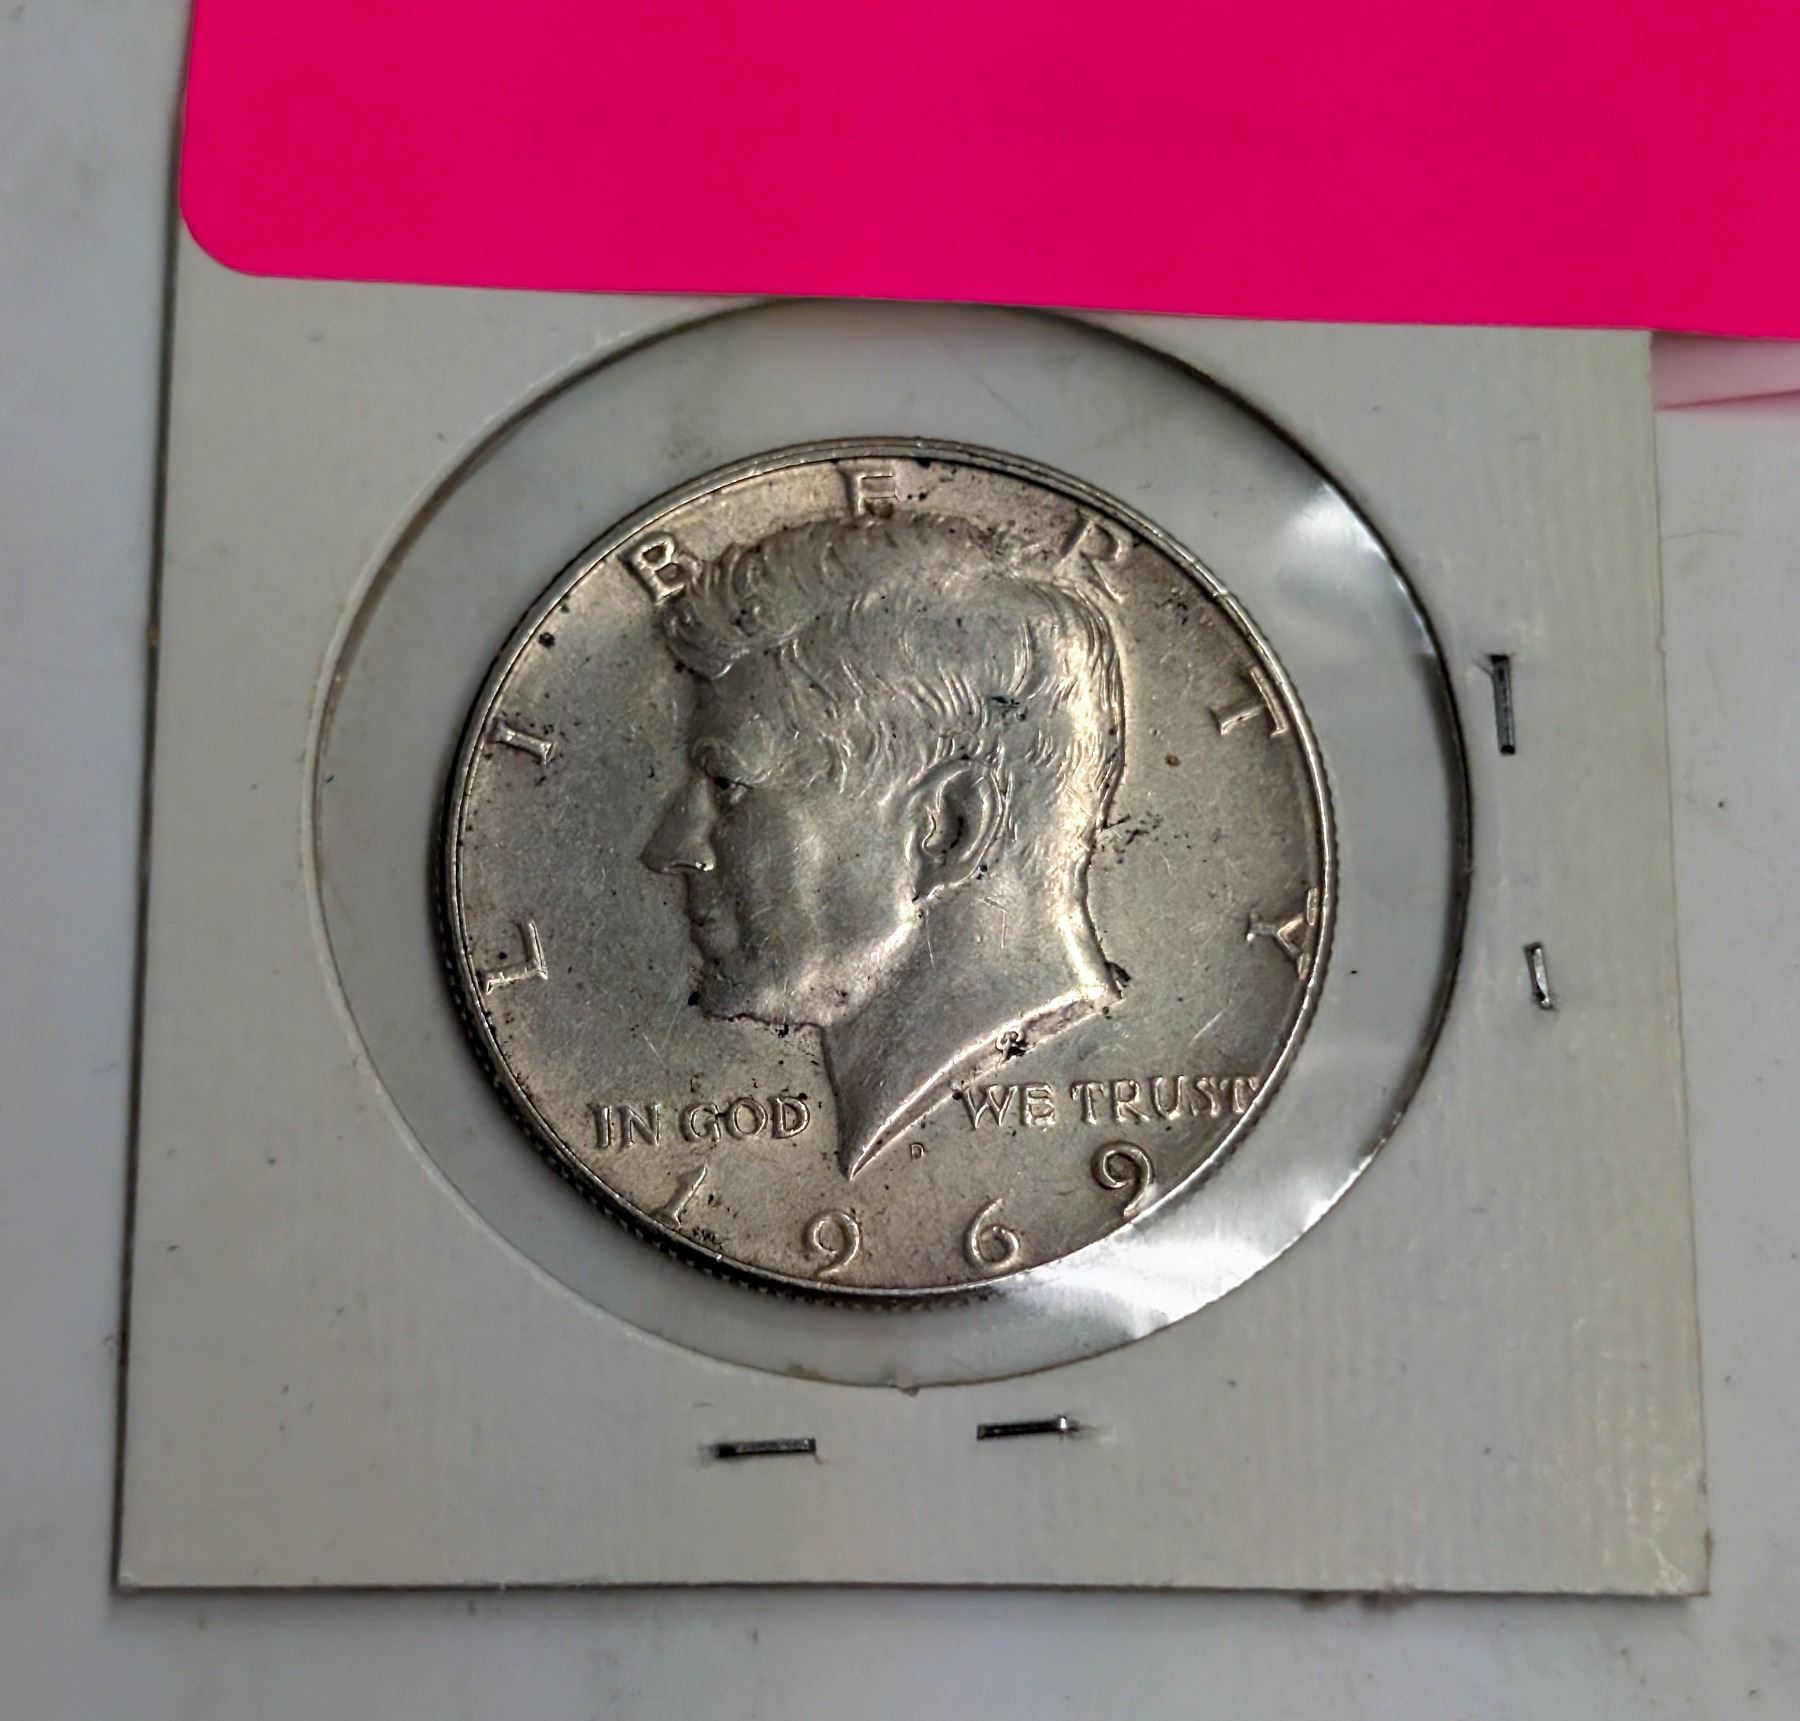 LIBERTY
IN GOD WE TRUST
D
1969